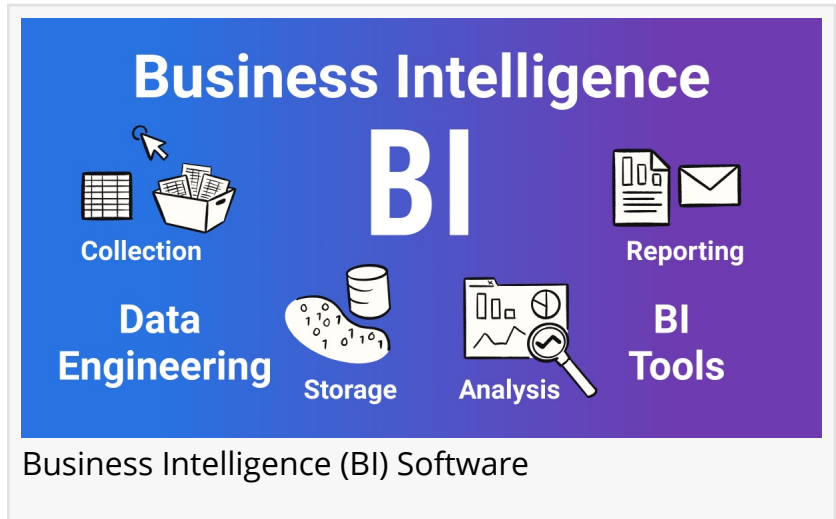 Business Intelligence
BI
Collection
Reporting
Data
Engineering
Storage
Analysis
BI
Tools
Business Intelligence (BI) Software